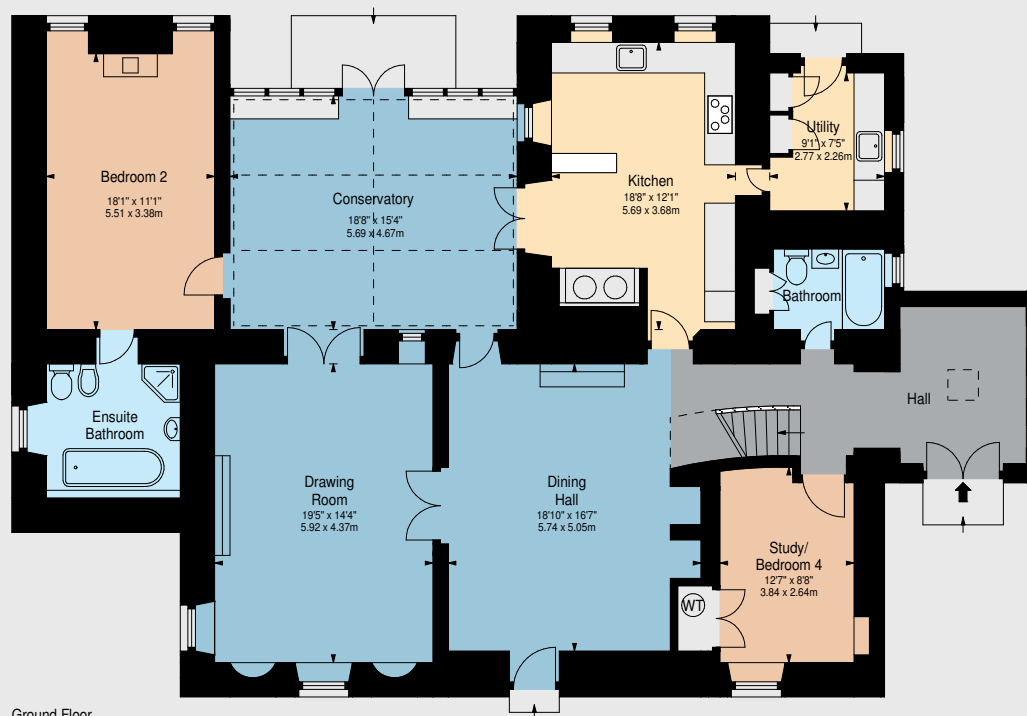 Bedroom 2
18'1" x 11'1"
5.51 x 3.38m
Conservatory
18'8" x 15'4"
5.69 x 4.67m
Kitchen
18'8" x 12'1"
5.69 x 3.68m
Utility
9'1" x 7'5"
2.77 x 2.26m
Bathroom
Hall
Ensuite
Bathroom
Drawing
Room
19'5" x 14'4"
5.92 x 4.37m
Dining
Hall
18'10" x 16'7"
5.74 x 5.05m
Study/
Bedroom 4
12'7" x 8'8"
3.84 x 2.64m
WT
Ground Floor